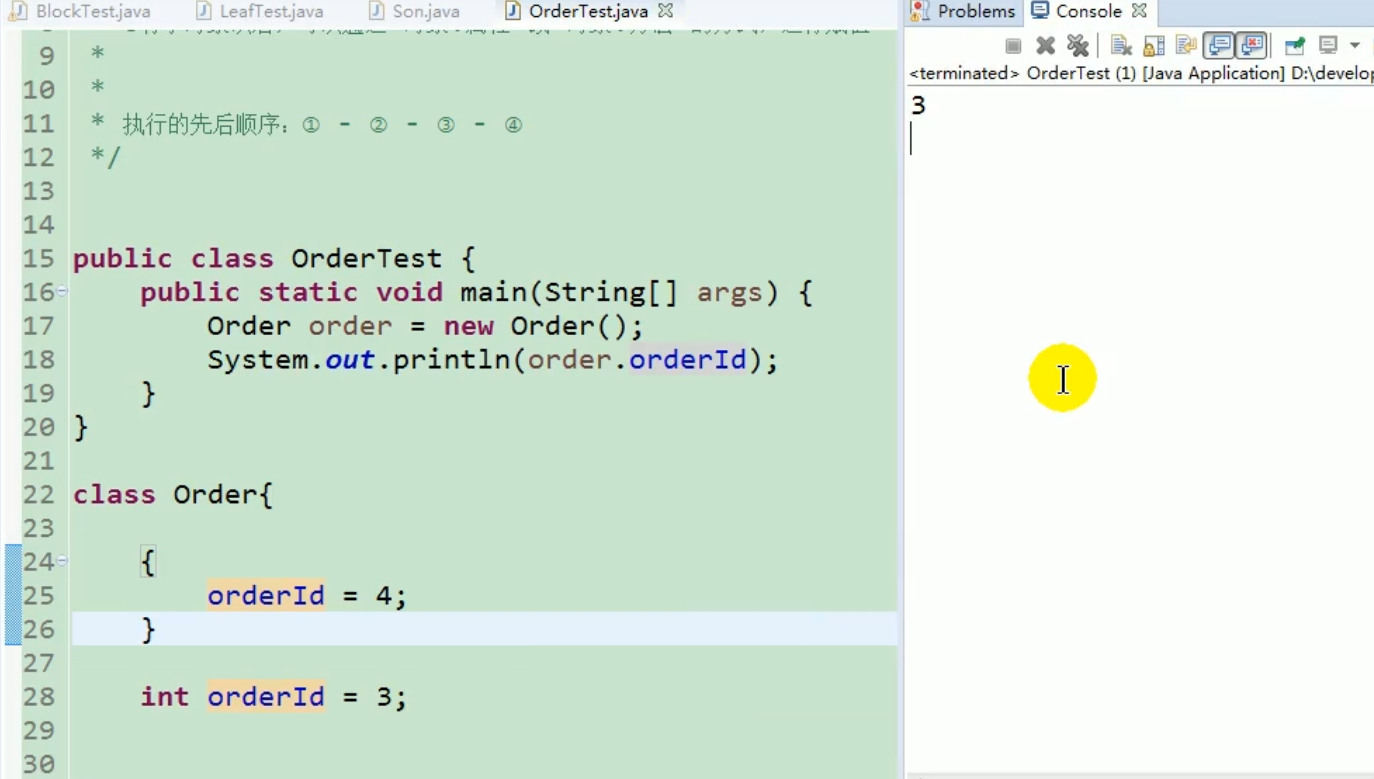 BlockTest.java LeafTest.java Son.java OrderTest.java
9 *
10 *
11 * 执行的先后顺序：① - ② - ③ - ④
12 */
13
14
15 public class OrderTest {
16 public static void main(String[] args) {
17 Order order = new Order();
18 System.out.println(order.orderId);
19 }
20 }
21
22 class Order{
23
24 {
25 orderId = 4;
26 }
27
28 int orderId = 3;
29
30
Problems Console
<terminated> OrderTest (1) [Java Application] D:\develop
3